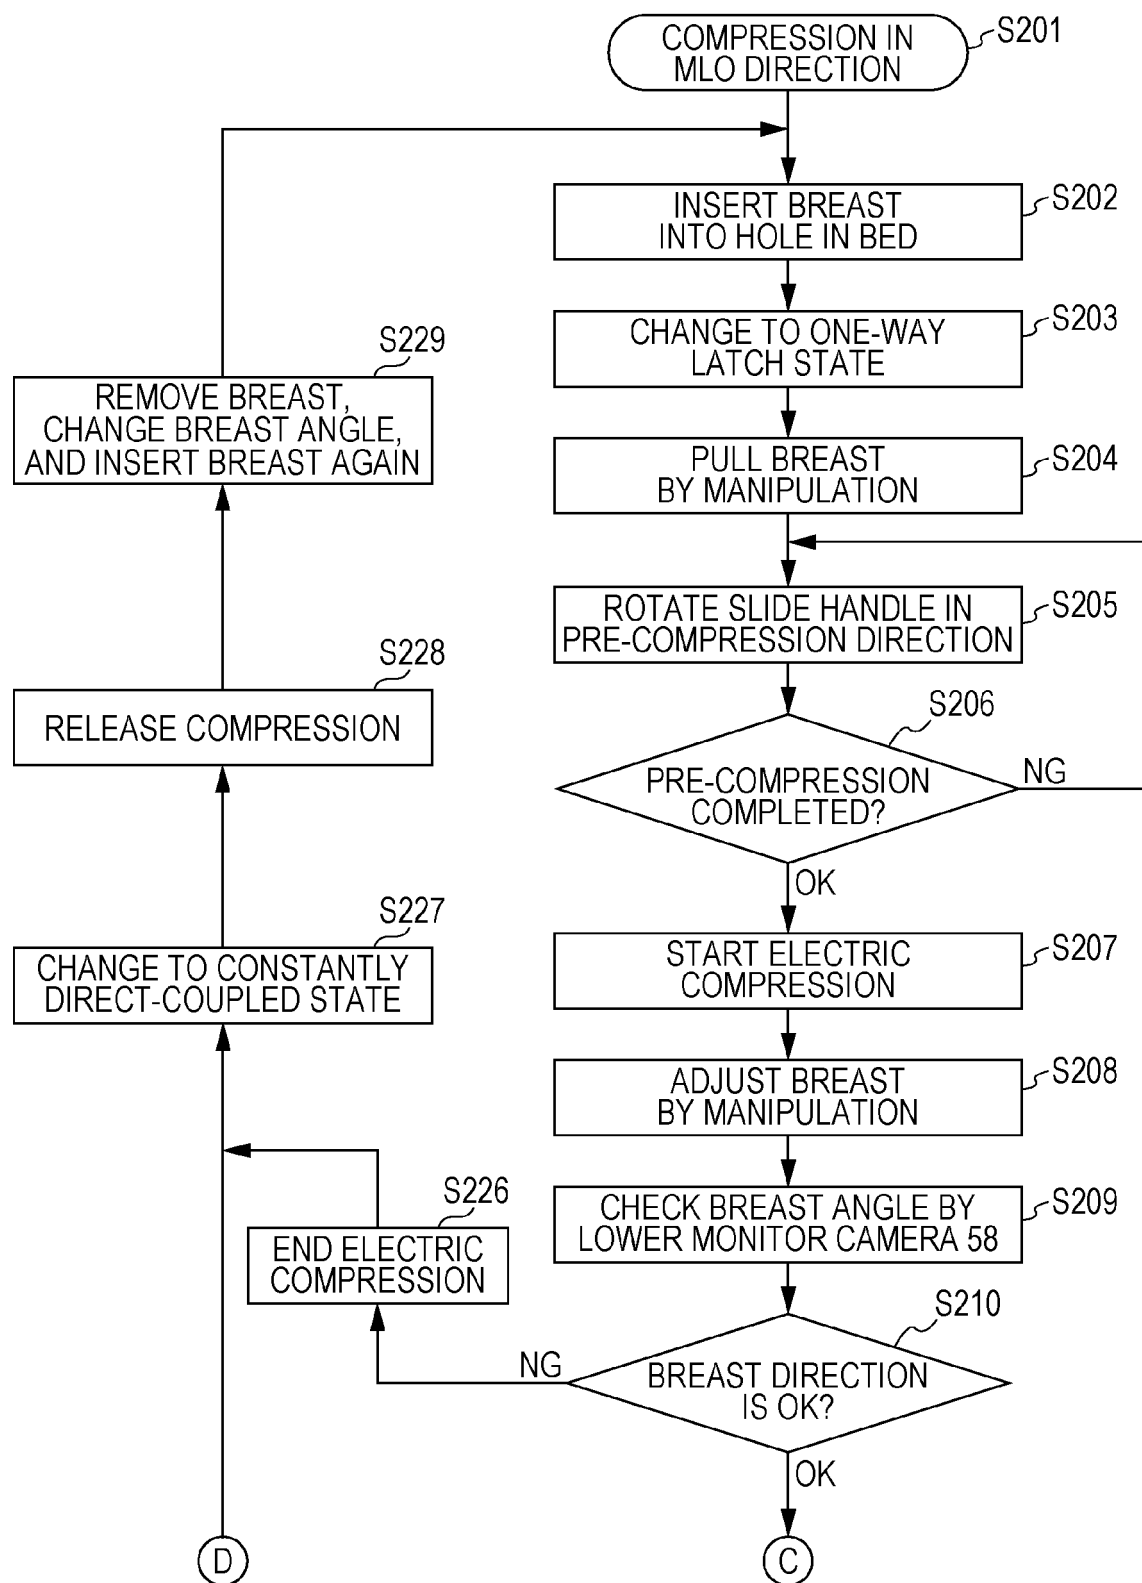 COMPRESSION IN
MLO DIRECTION
S201
INSERT BREAST
INTO HOLE IN BED
S202
CHANGE TO ONE-WAY
LATCH STATE
S203
PULL BREAST
BY MANIPULATION
S204
ROTATE SLIDE HANDLE IN
PRE-COMPRESSION DIRECTION
S205
S206
PRE-COMPRESSION
COMPLETED?
NG
OK
START ELECTRIC
COMPRESSION
S207
ADJUST BREAST
BY MANIPULATION
S208
CHECK BREAST ANGLE BY
LOWER MONITOR CAMERA 58
S209
S210
BREAST DIRECTION
IS OK?
NG
OK
C
S226
END ELECTRIC
COMPRESSION
S227
CHANGE TO CONSTANTLY
DIRECT-COUPLED STATE
S228
RELEASE COMPRESSION
S229
REMOVE BREAST,
CHANGE BREAST ANGLE,
AND INSERT BREAST AGAIN
D